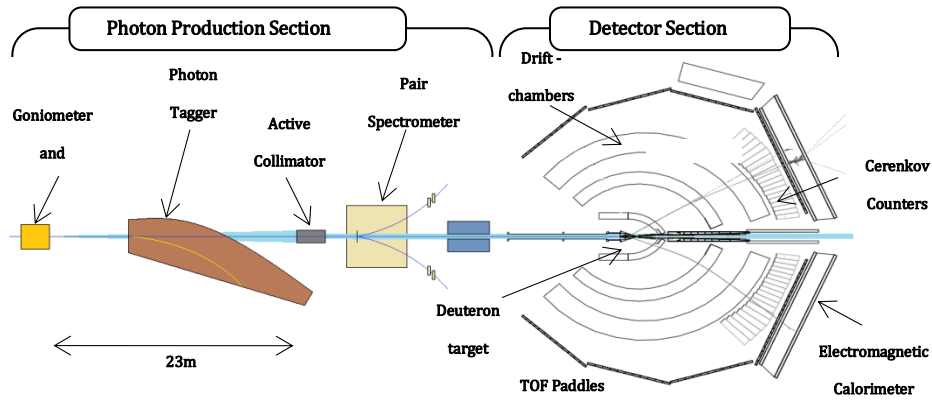 Photon Production Section
Detector Section
Goniometer
and
Photon
Tagger
Active
Collimator
Pair
Spectrometer
23m
Drift -
chambers
Cerenkov
Counters
Deuteron
target
TOF Paddles
Electromagnetic
Calorimeter